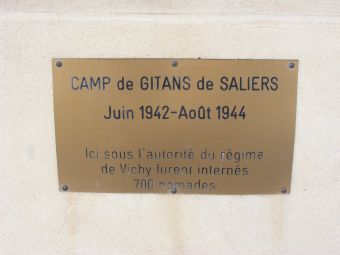 CAMP de GITANS de SALIERS
Juin 1942-Août 1944
Ici sous l'autorité du régime
de Vichy furent internés
700 nomades